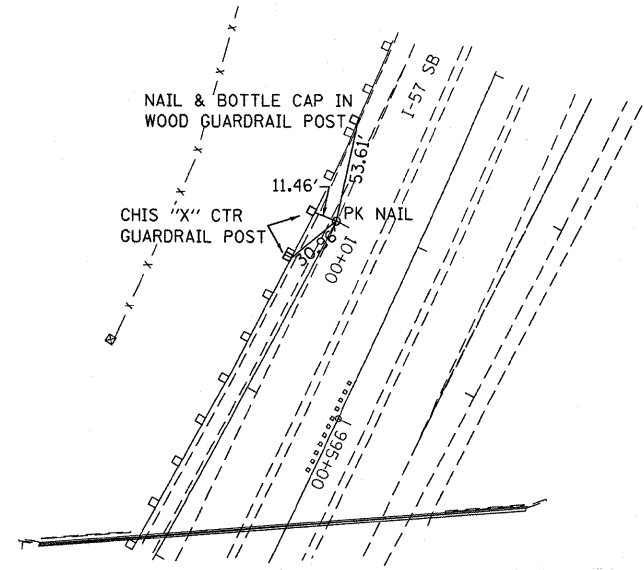 I-57 SB
NAIL & BOTTLE CAP IN
WOOD GUARDRAIL POST
53.61'
11.46'
CHIS "X" CTR
GUARDRAIL POST
PK NAIL
30.96'
10+00
995+00